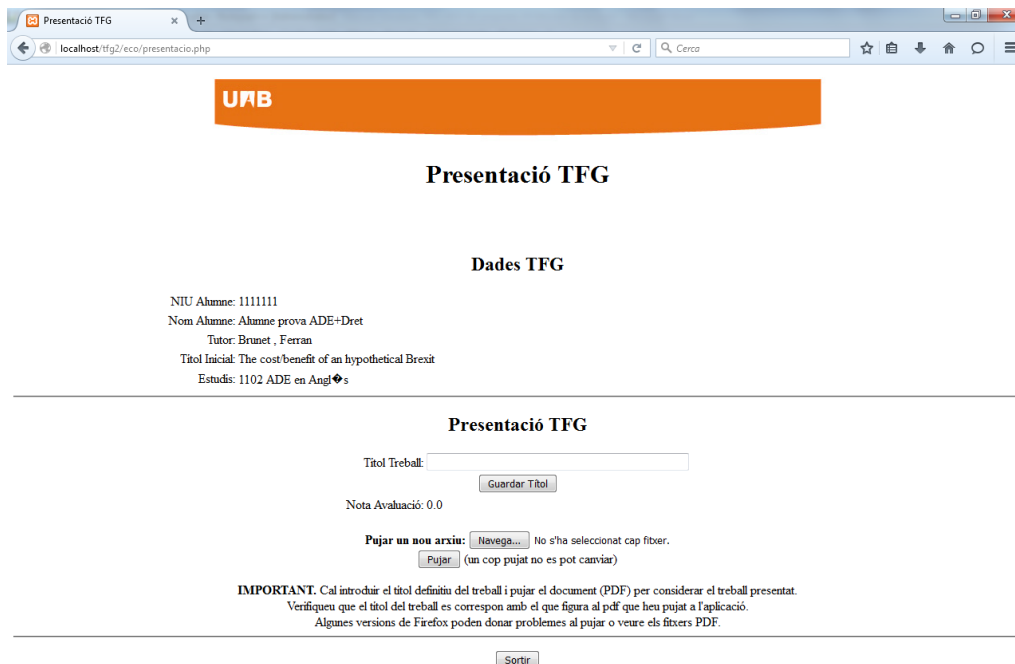 Presentació TFG
localhost/tfg2/eco/presentacio.php
Cerca
UAB
Presentació TFG
Dades TFG
NIU Alumne: 1111111
Nom Alumne: Alumne prova ADE+Dret
Tutor: Brunet , Ferran
Titol Inicial: The cost/benefit of an hypothetical Brexit
Estudis: 1102 ADE en Angl�s
Presentació TFG
Titol Treball:
Guardar Títol
Nota Avaluació: 0.0
Pujar un nou arxiu: Navega... No s'ha seleccionat cap fitxer.
Pujar (un cop pujat no es pot canviar)
IMPORTANT. Cal introduir el títol definitiu del treball i pujar el document (PDF) per considerar el treball presentat.
Verifiqueu que el titol del treball es correspon amb el que figura al pdf que heu pujat a l'aplicació.
Algunes versions de Firefox poden donar problemes al pujar o veure els fitxers PDF.
Sortir